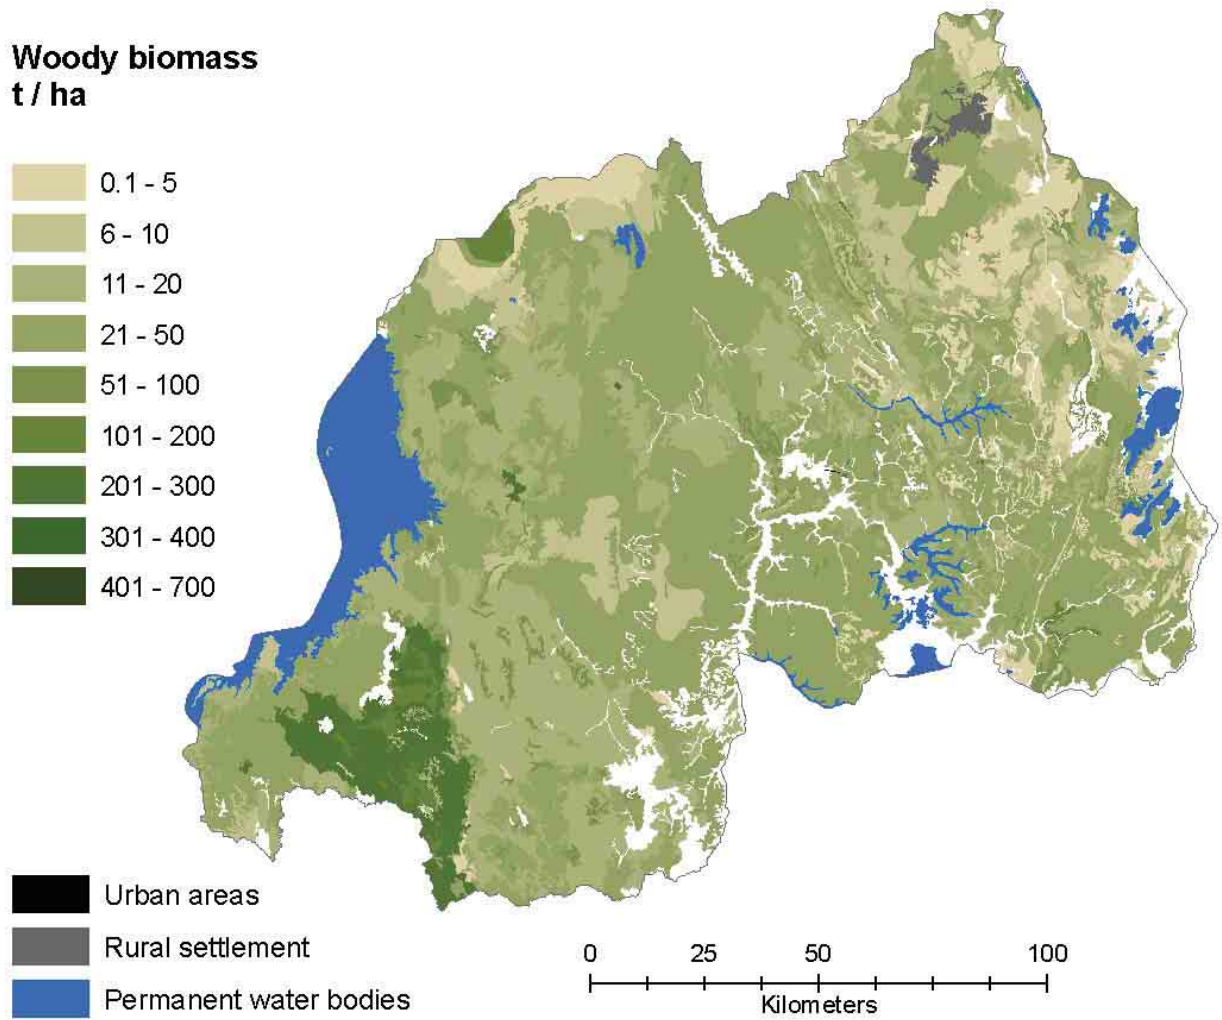 Woody biomass
t / ha
0.1 - 5
6 - 10
11 - 20
21 - 50
51 - 100
101 - 200
201 - 300
301 - 400
401 - 700
Urban areas
Rural settlement
Permanent water bodies
0 25 50 100
Kilometers